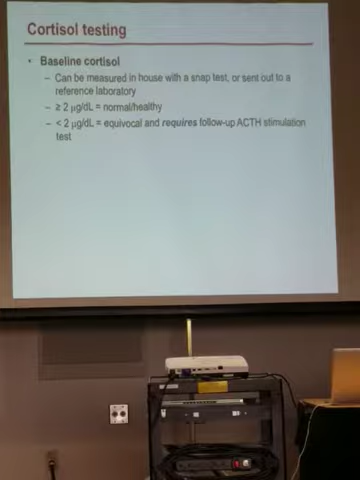 Cortisol testing
• Baseline cortisol
– Can be measured in house with a snap test, or sent out to a
reference laboratory
– ≥ 2 µg/dL = normal/healthy
– < 2 µg/dL = equivocal and requires follow-up ACTH stimulation
test